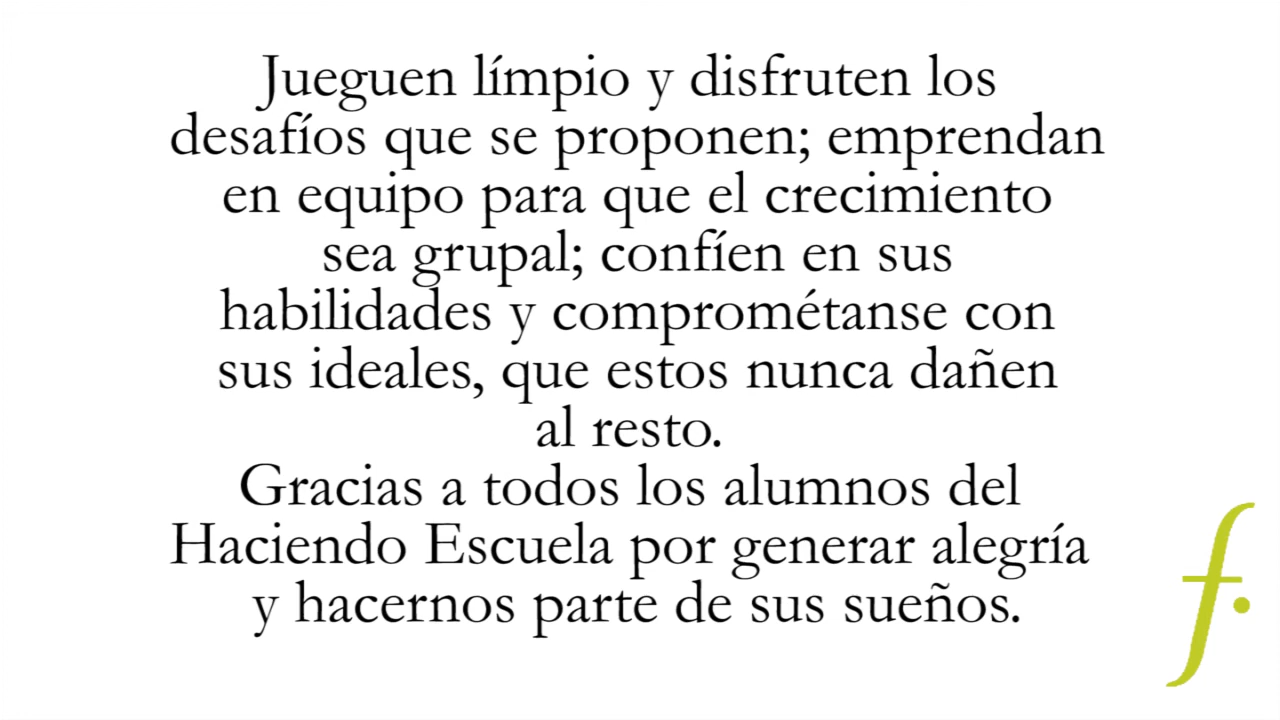 Jueguen límpio y disfruten los
desafíos que se proponen; emprendan
en equipo para que el crecimiento
sea grupal; confíen en sus
habilidades y comprométanse con
sus ideales, que estos nunca dañen
al resto.
Gracias a todos los alumnos del
Haciendo Escuela por generar alegría
y hacernos parte de sus sueños.
f.